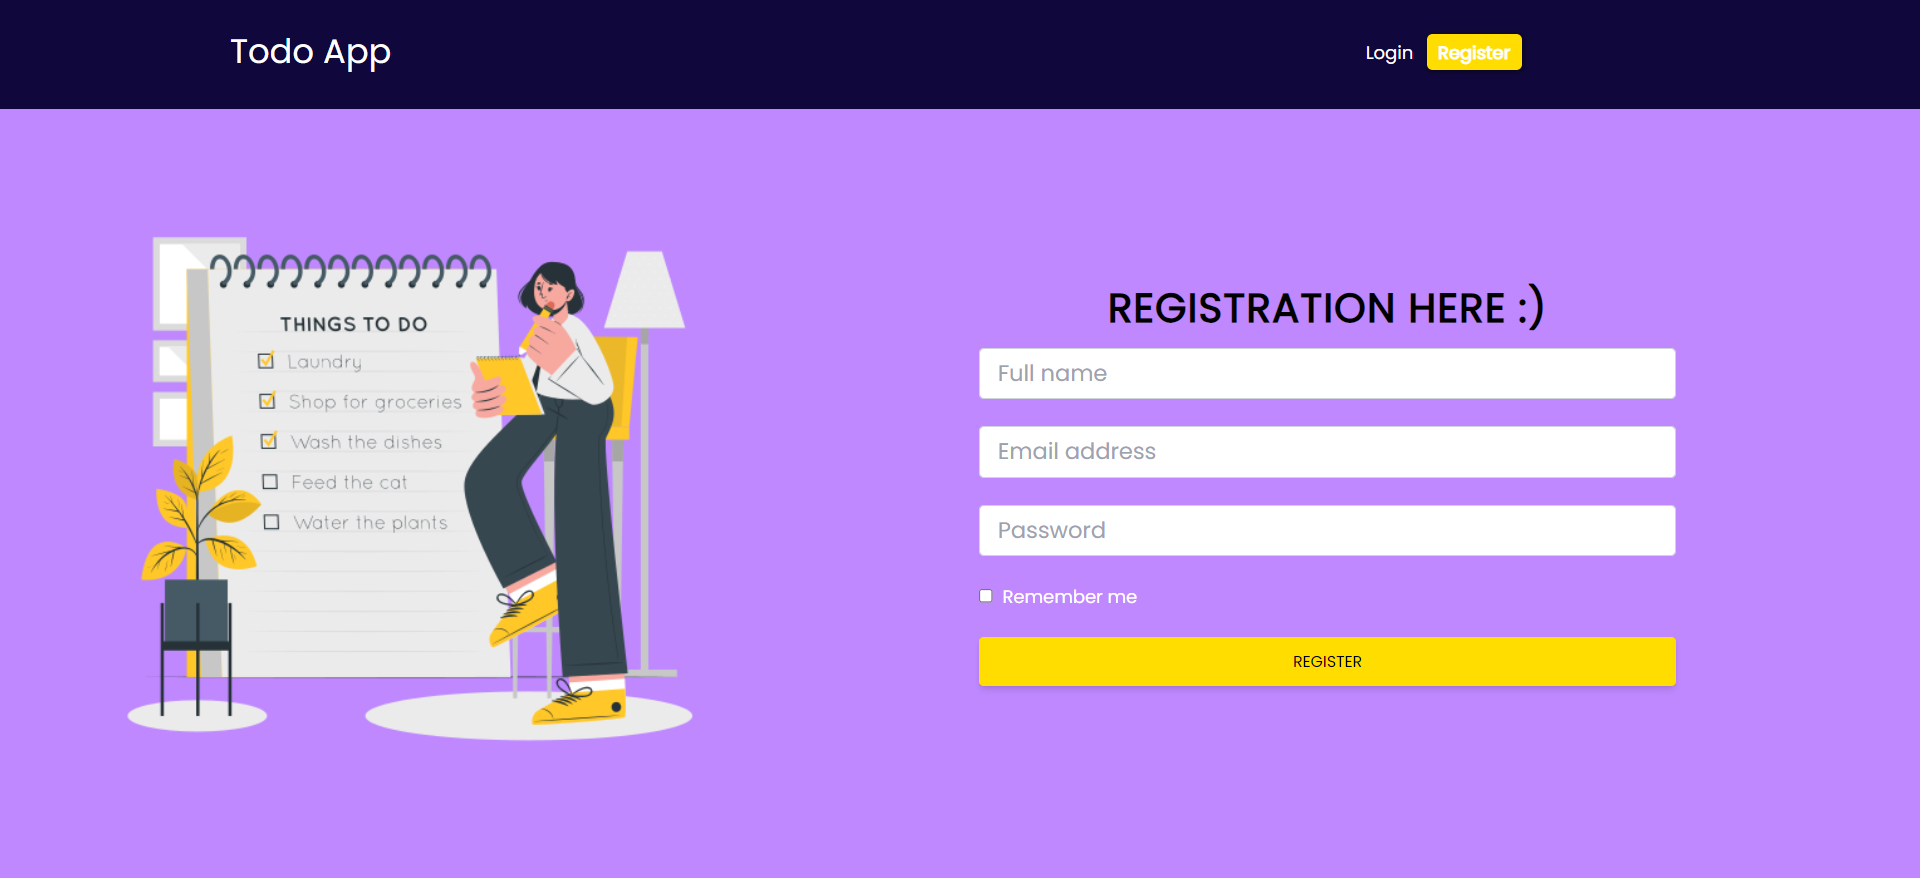 Todo App
Login
Register
THINGS TO DO
Laundry
Shop for groceries
Wash the dishes
Feed the cat
Water the plants
REGISTRATION HERE :)
Full name
Email address
Password
Remember me
REGISTER